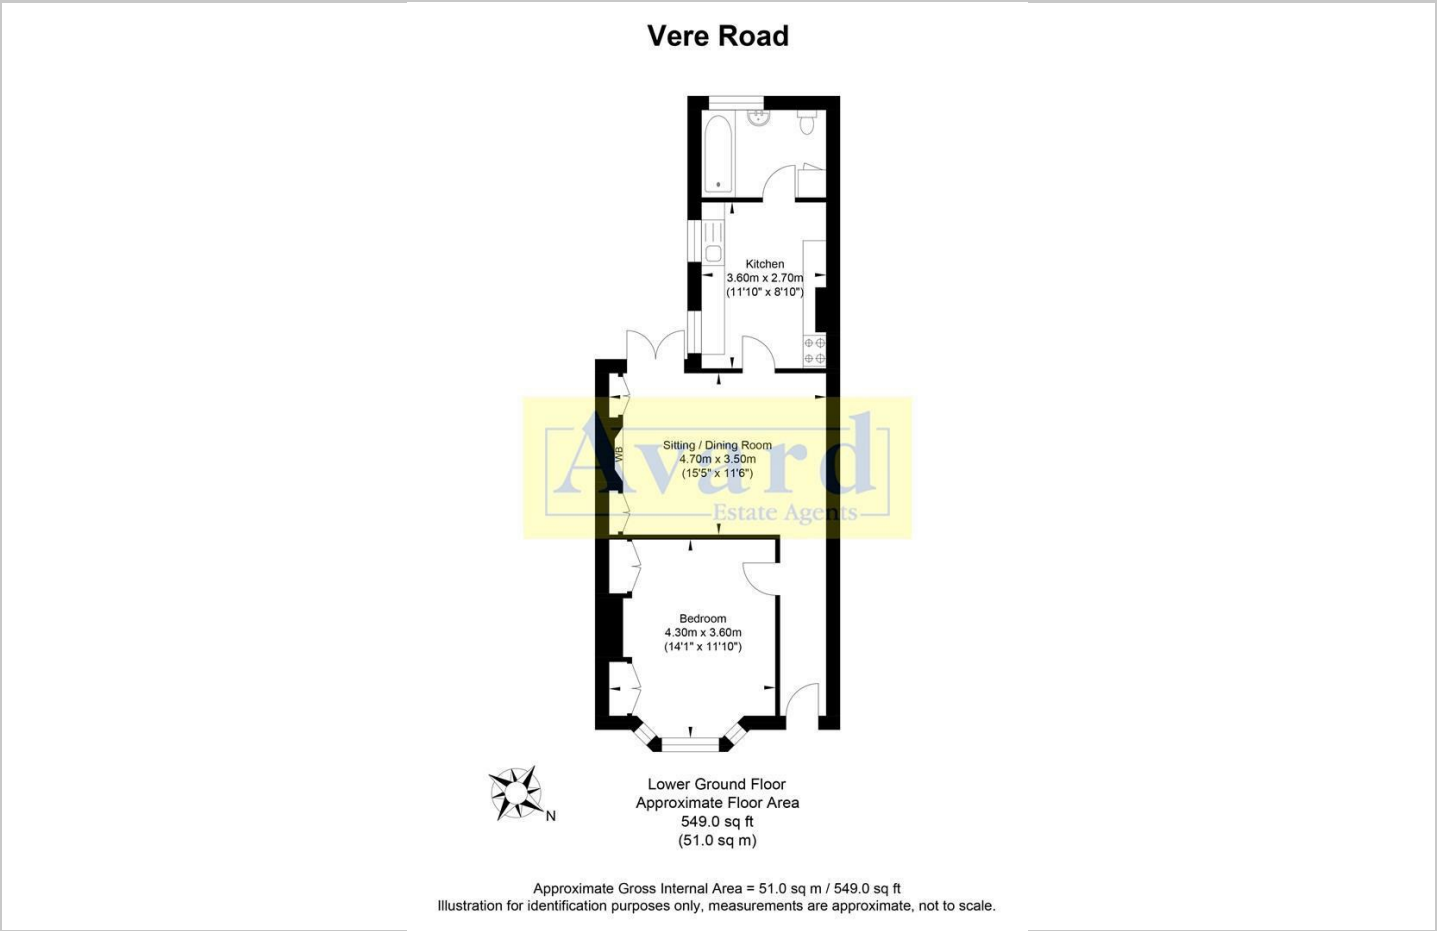 Vere Road
Kitchen
3.60m x 2.70m
(11'10" x 8'10")
Sitting / Dining Room
4.70m x 3.50m
(15'5" x 11'6")
WB
Avard
Estate Agents
Bedroom
4.30m x 3.60m
(14'1" x 11'10")
N
Lower Ground Floor
Approximate Floor Area
549.0 sq ft
(51.0 sq m)
Approximate Gross Internal Area = 51.0 sq m / 549.0 sq ft
Illustration for identification purposes only, measurements are approximate, not to scale.